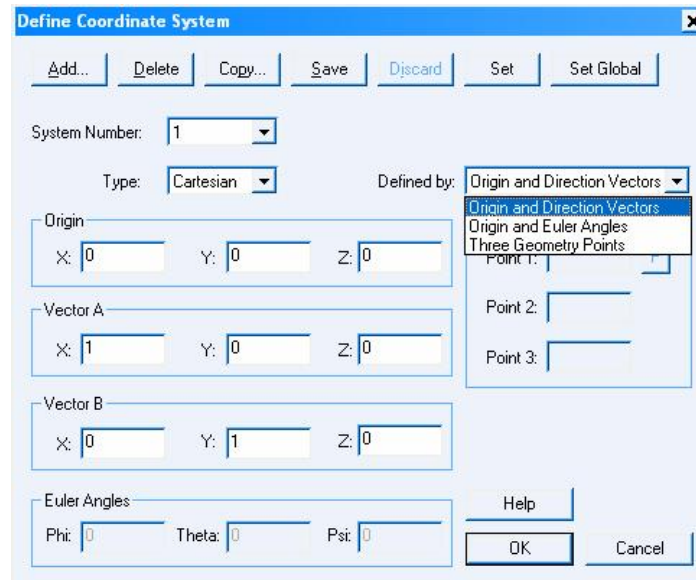 Define Coordinate System
Add... Delete Copy... Save Discard Set Set Global
System Number: 1
Type: Cartesian Defined by: Origin and Direction Vectors
Origin and Direction Vectors
Origin and Euler Angles
Three Geometry Points
Origin
X: 0 Y: 0 Z: 0
Point 1: P
Vector A
X: 1 Y: 0 Z: 0
Point 2:
Point 3:
Vector B
X: 0 Y: 1 Z: 0
Euler Angles
Phi: 0 Theta: 0 Psi: 0
Help
OK Cancel